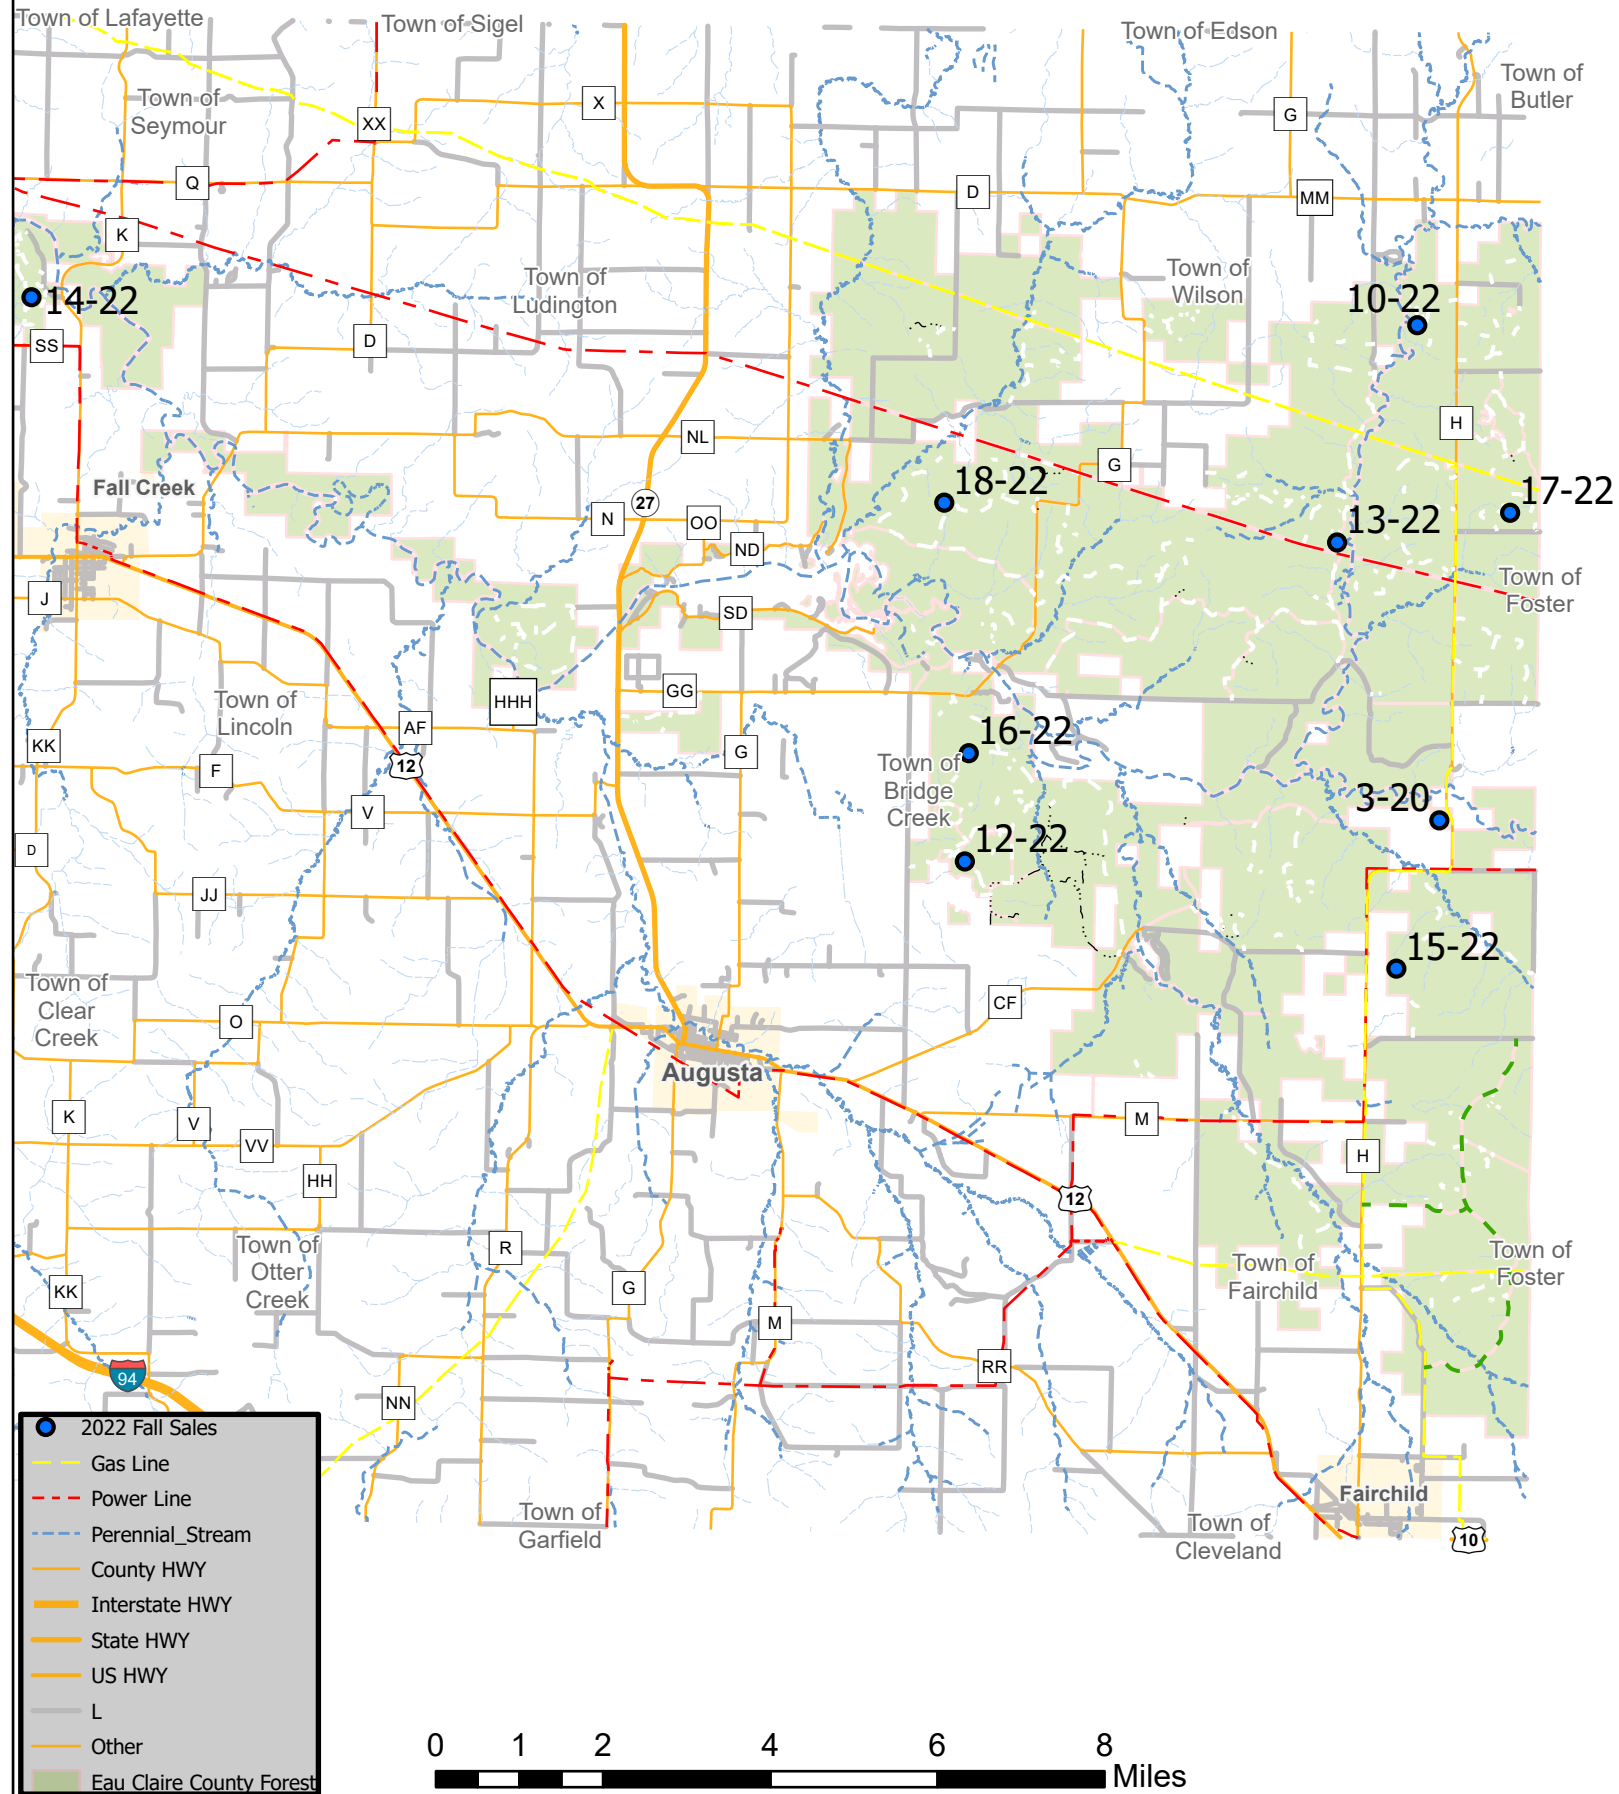 Town of Lafayette
Town of Sigel
Town of Edson
Town of
Butler
Town of
Seymour
XX
X
G
Q
D
MM
K
Town of
Ludington
Town of
Wilson
10-22
14-22
SS
D
H
NL
G
Fall Creek
18-22
17-22
27
N
OO
13-22
ND
Town of
Foster
J
SD
HHH
GG
Town of
Lincoln
AF
16-22
KK
12
G
F
Town of
Bridge
Creek
3-20
V
D
12-22
JJ
15-22
Town of
Clear
Creek
CF
O
Augusta
K
V
M
VV
H
HH
12
R
Town of
Otter
Creek
Town of
Foster
Town of
Fairchild
G
KK
M
94
RR
NN
Fairchild
Town of
Garfield
Town of
Cleveland
10
2022 Fall Sales
Gas Line
Power Line
Perennial_Stream
County HWY
Interstate HWY
State HWY
US HWY
L
Other
Eau Claire County Forest
0 1 2 4 6 8
Miles